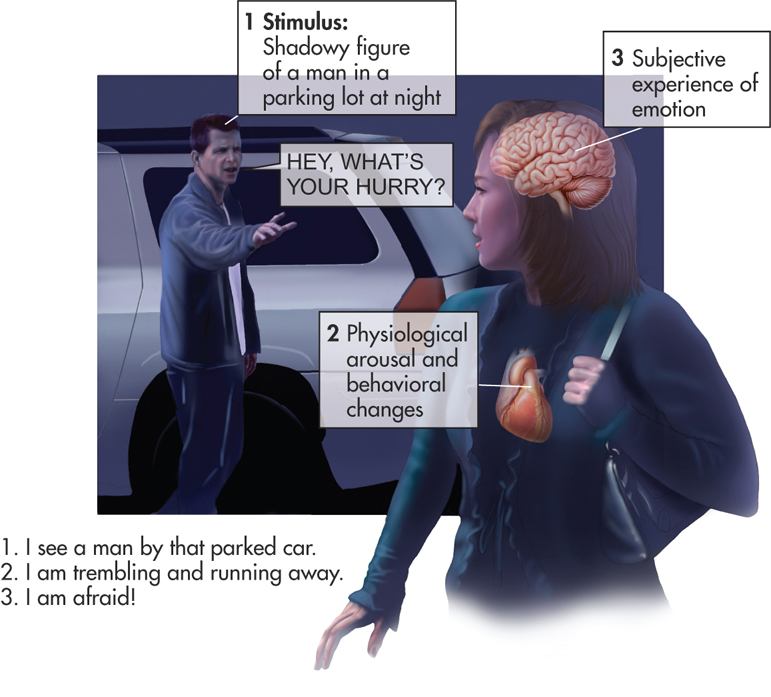 1 Stimulus:
Shadowy figure
of a man in a
parking lot at night
3 Subjective
experience of
emotion
HEY, WHAT'S
YOUR HURRY?
2 Physiological
arousal and
behavioral
changes
1. I see a man by that parked car.
2. I am trembling and running away.
3. I am afraid!